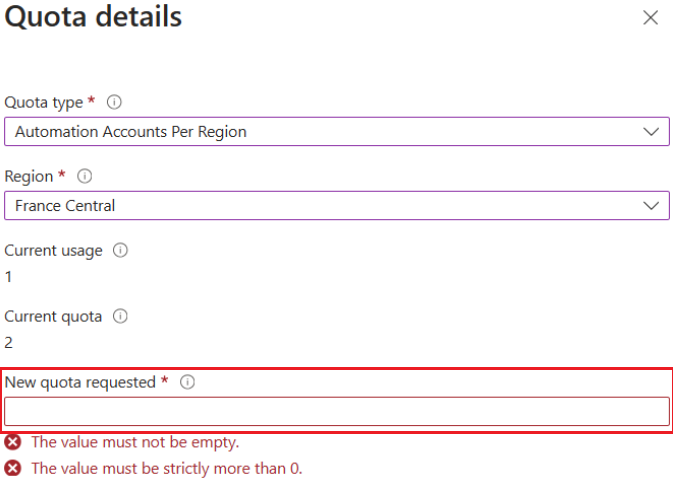 Quota details
Quota type *
Automation Accounts Per Region
Region *
France Central
Current usage
1
Current quota
2
New quota requested *
The value must not be empty.
The value must be strictly more than 0.